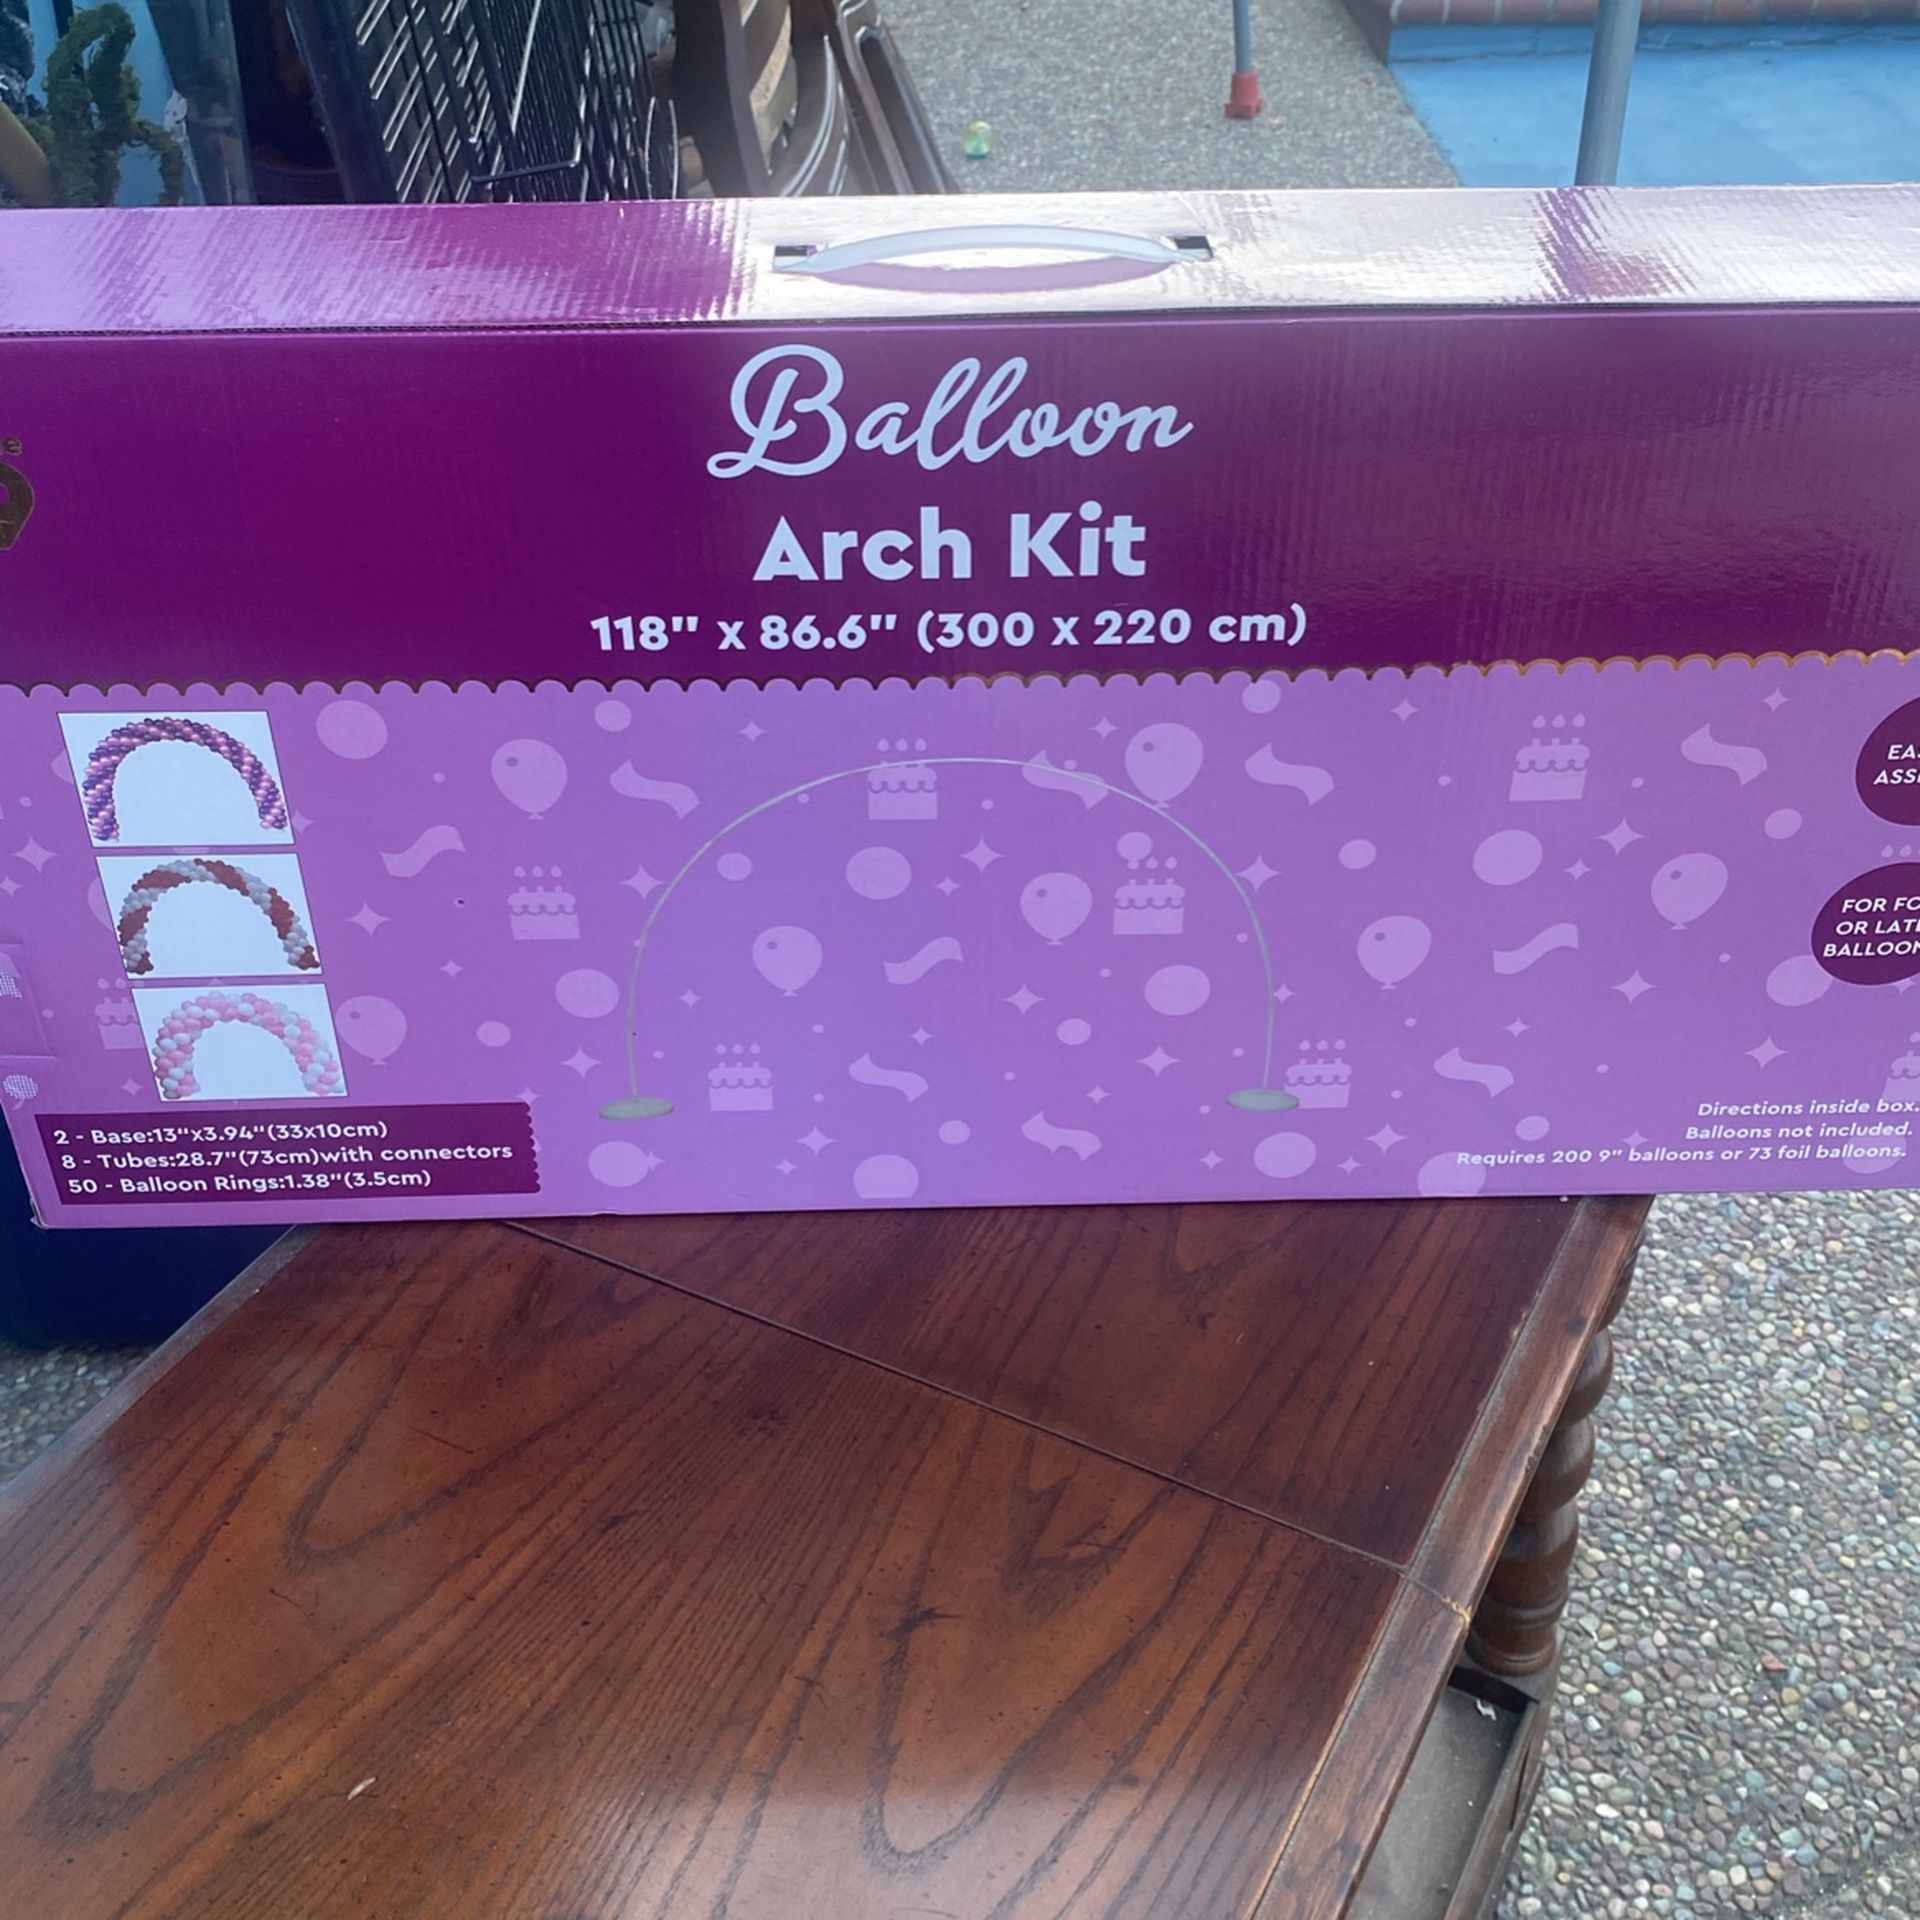 Balloon
Arch Kit
118" x 86.6" (300 x 220 cm)
2 - Base:13"x3.94"(33x10cm)
8 - Tubes:28.7"(73cm)with connectors
50 - Balloon Rings:1.38"(3.5cm)
FOR
OR
Directions inside box.
Balloons not included.
Requires 200 9" balloons or 73 foil balloons.